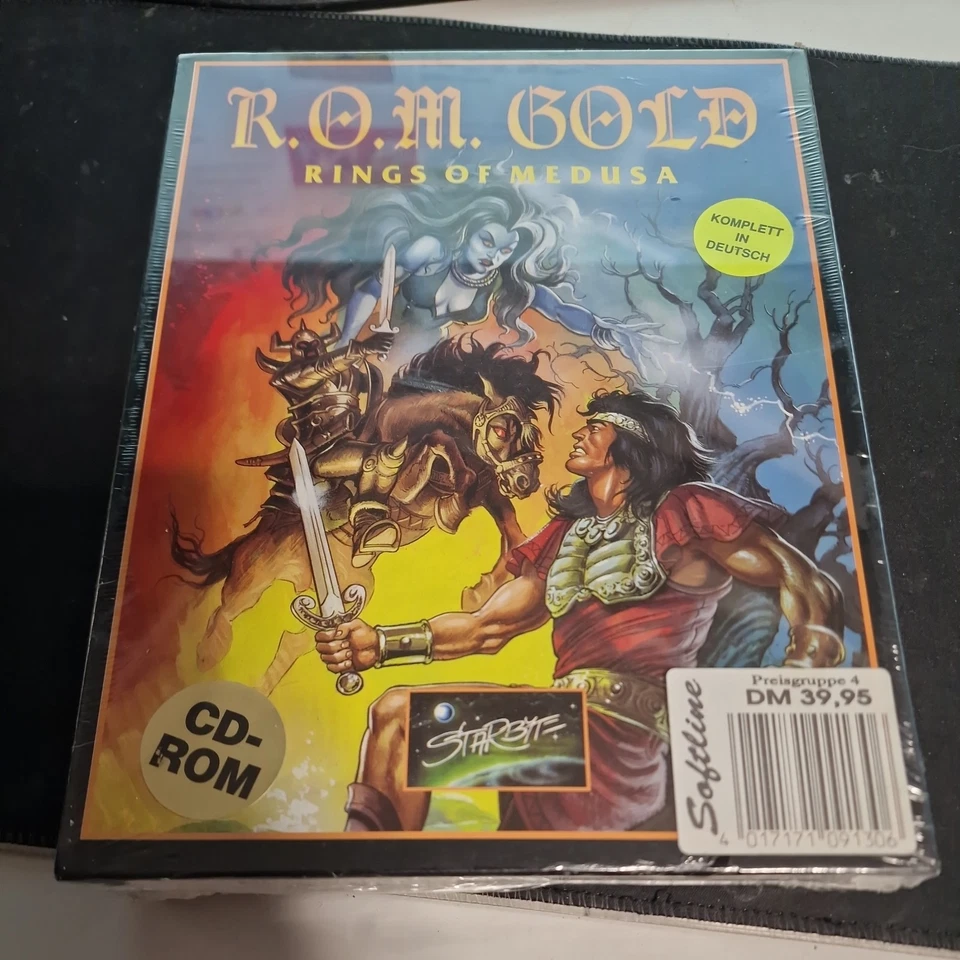 R.O.M. GOLD
RINGS OF MEDUSA
KOMPLETT
IN
DEUTSCH
CD-
ROM
STARBYTE
Softline
Preisgruppe 4
DM 39,95
4 017171 091306